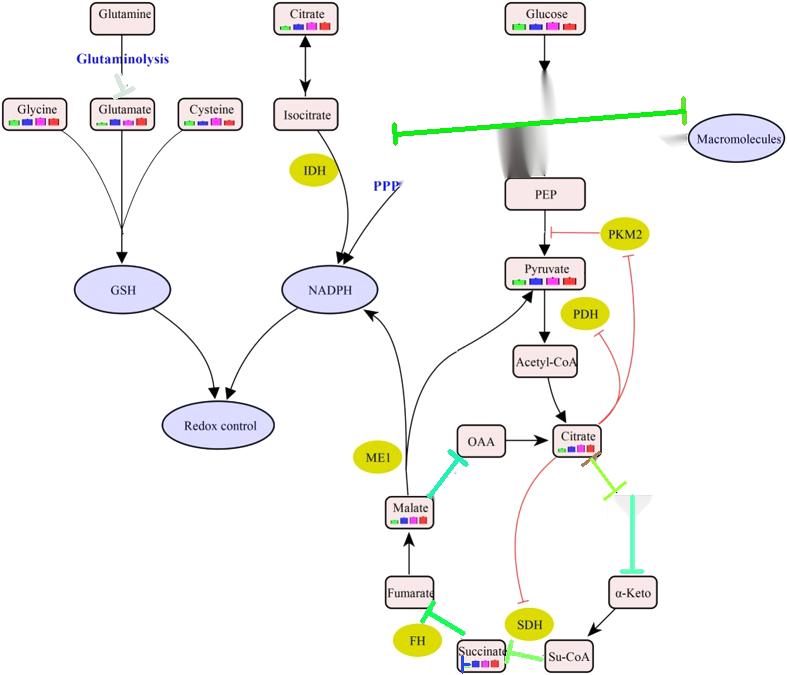 Glutamine
Citrate
Glucose
Glutaminolysis
Glycine
Glutamate
Cysteine
Isocitrate
Macromolecules
IDH
PPP
PEP
PKM2
GSH
NADPH
Pyruvate
PDH
Acetyl-CoA
Redox control
OAA
Citrate
ME1
Malate
Fumarate
α-Keto
FH
SDH
Succinate
Su-CoA